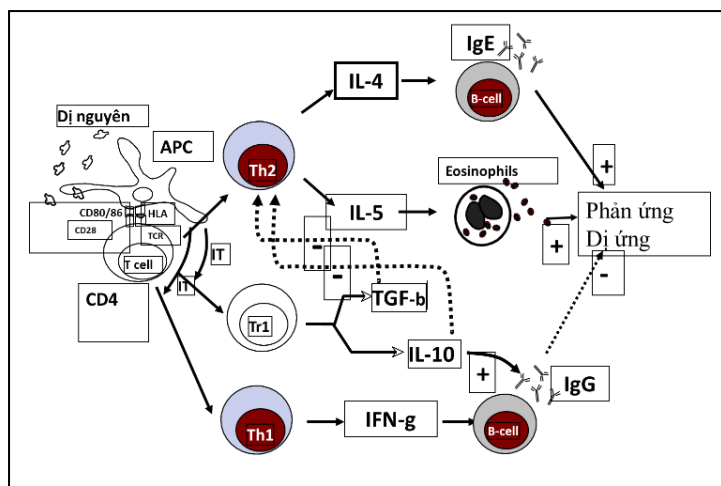 IgE
IL-4
B-cell
Dị nguyên
APC
Th2
Eosinophils
+
CD80/86
HLA
CD28
TCR
IL-5
Phản ứng
Dị ứng
T cell
IT
-
-
+
-
IT
CD4
TGF-b
Tr1
IL-10
+
IgG
Th1
IFN-g
B-cell